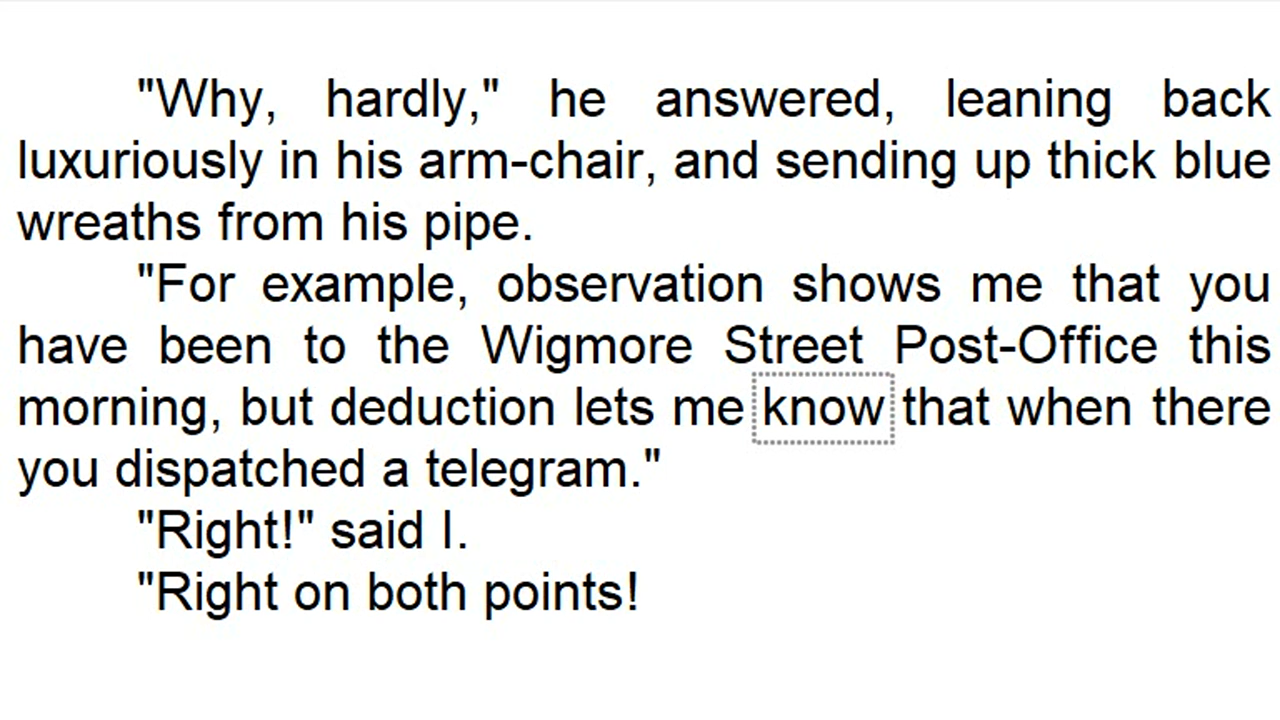 "Why, hardly," he answered, leaning back
luxuriously in his arm-chair, and sending up thick blue
wreaths from his pipe.
"For example, observation shows me that you
have been to the Wigmore Street Post-Office this
morning, but deduction lets me know that when there
you dispatched a telegram."
"Right!" said I.
"Right on both points!